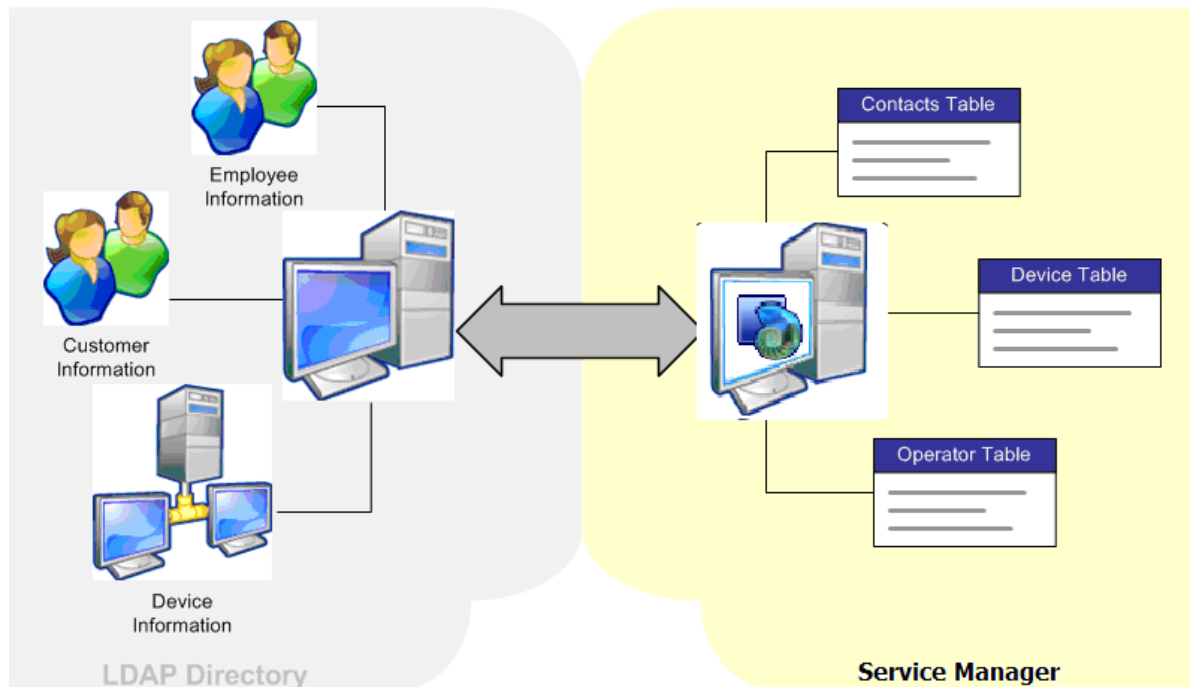 Employee
Information
Customer
Information
Device
Information
LDAP Directory
Contacts Table
Device Table
Operator Table
Service Manager